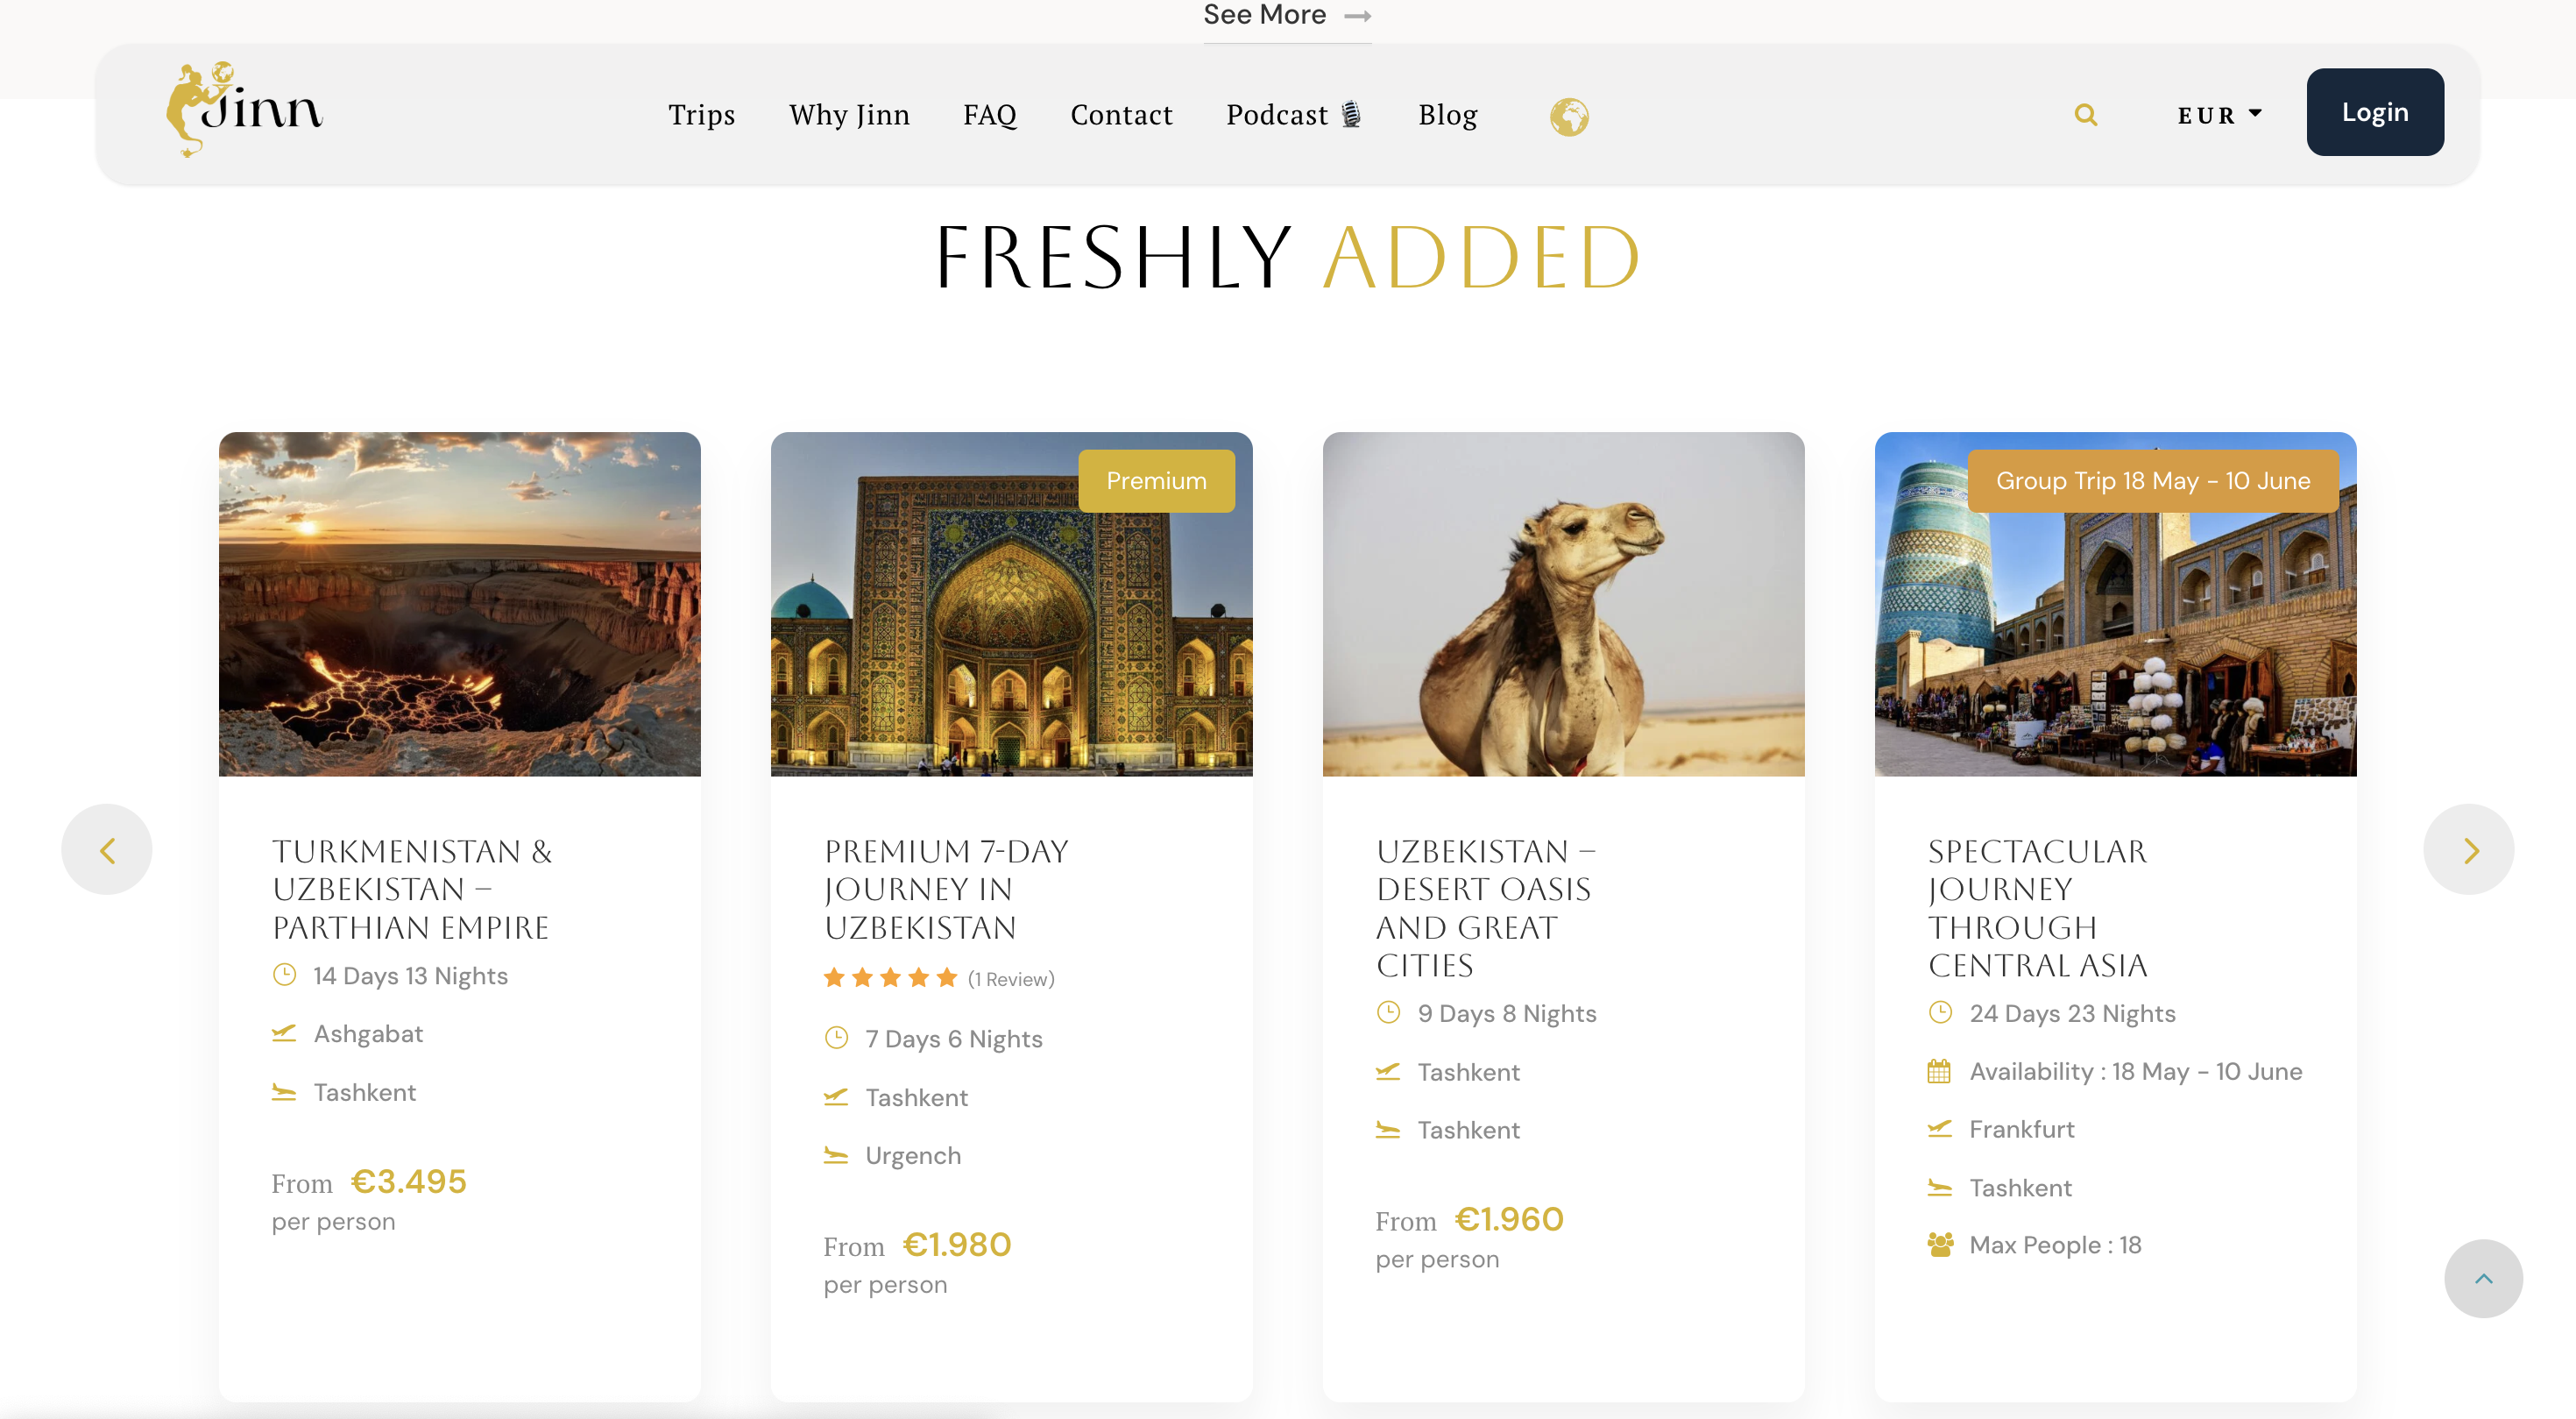 See More
Jinn
Trips
Why Jinn
FAQ
Contact
Podcast 🎙️
Blog
EUR
Login
FRESHLY ADDED
TURKMENISTAN &
UZBEKISTAN –
PARTHIAN EMPIRE
14 Days 13 Nights
Ashgabat
Tashkent
From €3.495
per person
Premium
PREMIUM 7-DAY
JOURNEY IN
UZBEKISTAN
(1 Review)
7 Days 6 Nights
Tashkent
Urgench
From €1.980
per person
UZBEKISTAN –
DESERT OASIS
AND GREAT
CITIES
9 Days 8 Nights
Tashkent
Tashkent
From €1.960
per person
Group Trip 18 May - 10 June
SPECTACULAR
JOURNEY
THROUGH
CENTRAL ASIA
24 Days 23 Nights
Availability : 18 May - 10 June
Frankfurt
Tashkent
Max People : 18